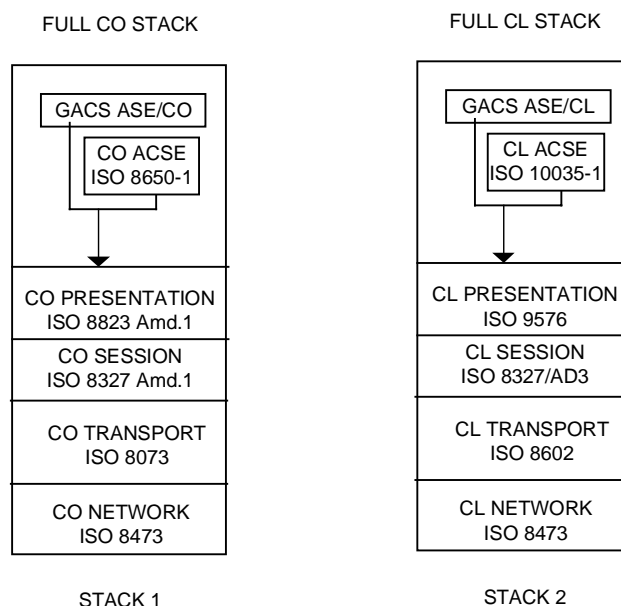 FULL CO STACK
GACS ASE/CO
CO ACSE
ISO 8650-1
CO PRESENTATION
ISO 8823 Amd.1
CO SESSION
ISO 8327 Amd.1
CO TRANSPORT
ISO 8073
CO NETWORK
ISO 8473
STACK 1
FULL CL STACK
GACS ASE/CL
CL ACSE
ISO 10035-1
CL PRESENTATION
ISO 9576
CL SESSION
ISO 8327/AD3
CL TRANSPORT
ISO 8602
CL NETWORK
ISO 8473
STACK 2